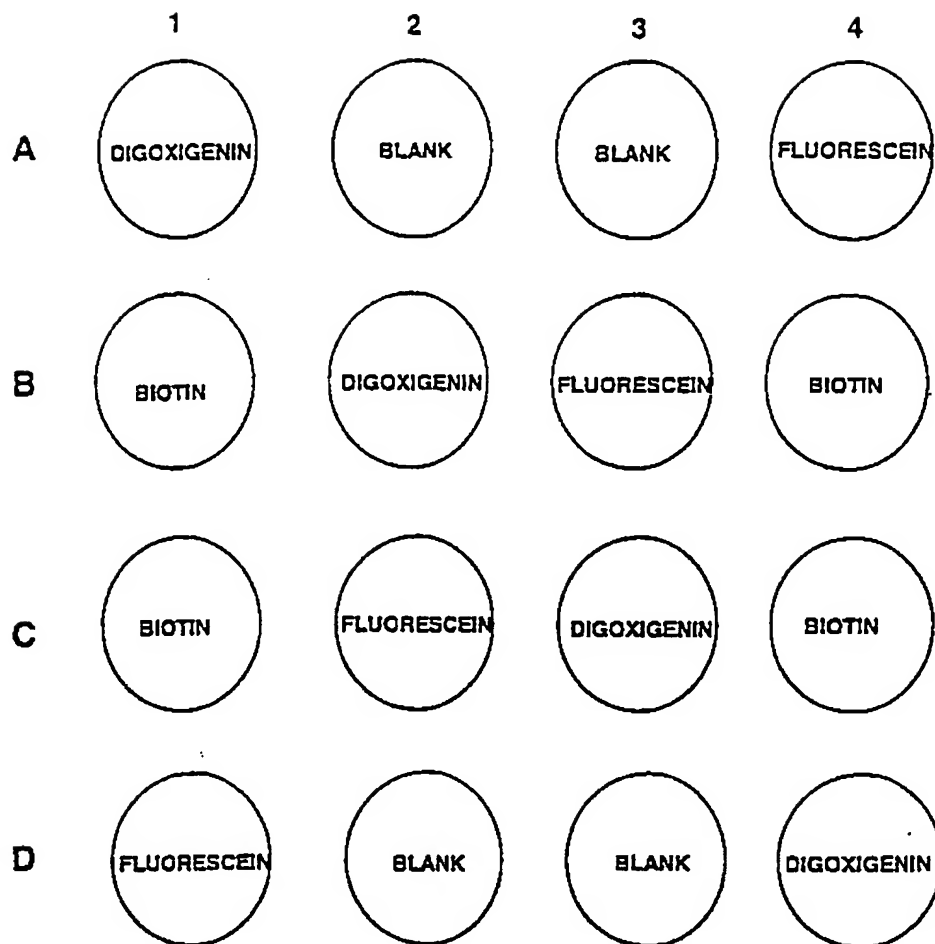 1 2 3 4
A DIGOXIGENIN BLANK BLANK FLUORESCEIN
B BIOTIN DIGOXIGENIN FLUORESCEIN BIOTIN
C BIOTIN FLUORESCEIN DIGOXIGENIN BIOTIN
D FLUORESCEIN BLANK BLANK DIGOXIGENIN